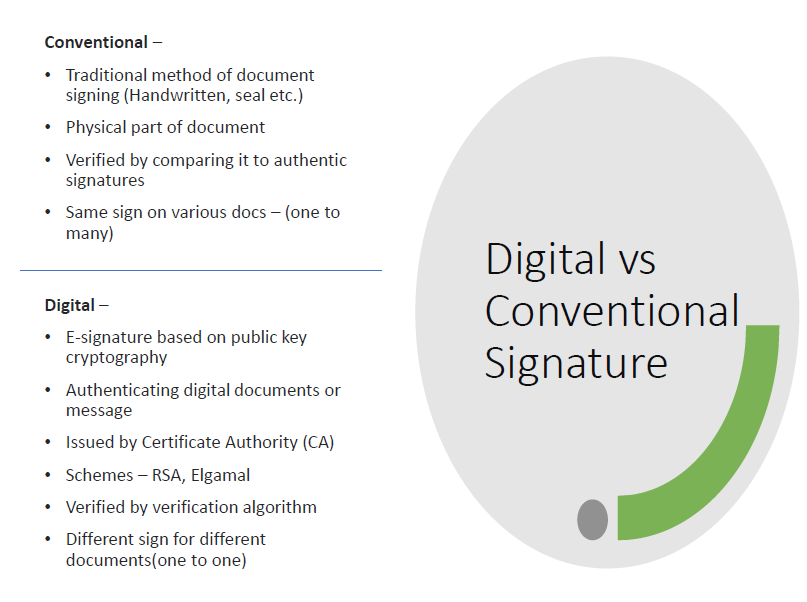 Conventional –
• Traditional method of document
signing (Handwritten, seal etc.)
• Physical part of document
• Verified by comparing it to authentic
signatures
• Same sign on various docs – (one to
many)
Digital –
• E-signature based on public key
cryptography
• Authenticating digital documents or
message
• Issued by Certificate Authority (CA)
• Schemes – RSA, Elgamal
• Verified by verification algorithm
• Different sign for different
documents(one to one)
Digital vs
Conventional
Signature